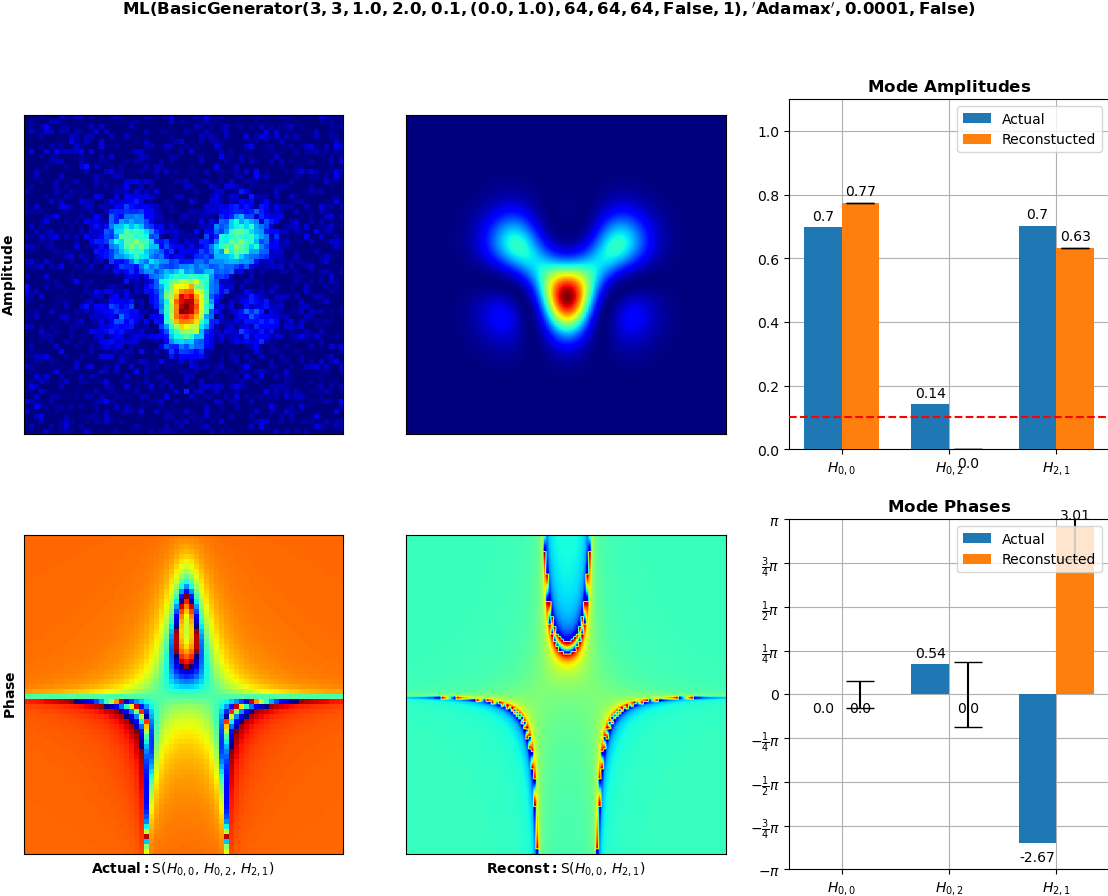 ML(BasicGenerator(3, 3, 1.0, 2.0, 0.1, (0.0, 1.0), 64, 64, 64, False, 1), ′Adamax′, 0.0001, False)
Amplitude
Mode Amplitudes
Actual
Reconstucted
1.0
0.8
0.6
0.4
0.2
0.0
0.7
0.77
0.14
0.0
0.7
0.63
H₀,₀
H₀,₂
H₂,₁
Phase
Actual: S(H₀,₀, H₀,₂, H₂,₁)
Reconst: S(H₀,₀, H₂,₁)
Mode Phases
Actual
Reconstucted
π
¾π
½π
¼π
0
−¼π
−½π
−¾π
−π
0.0
0.0
0.54
0.0
-2.67
3.01
H₀,₀
H₀,₂
H₂,₁